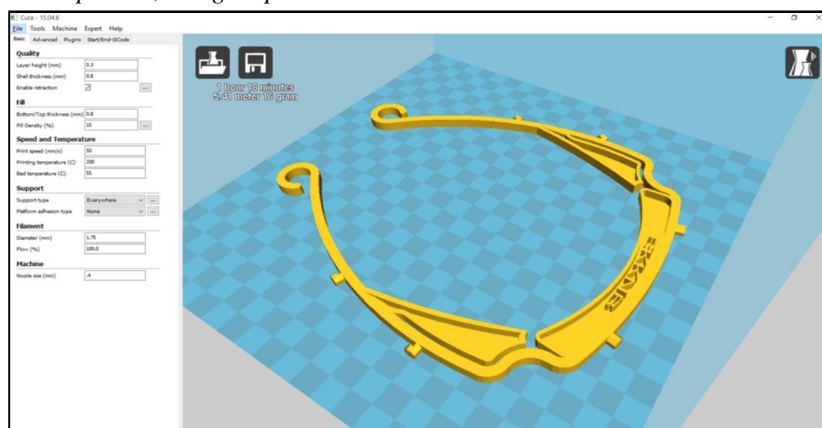 Cura - 15.04.6
File Tools Machine Expert Help
Basic Advanced Plugins Start/End-GCode
Quality
Layer height (mm) 0.3
Shell thickness (mm) 0.8
Enable retraction ...
Fill
Bottom/Top thickness (mm) 0.8
Fill Density (%) 15 ...
Speed and Temperature
Print speed (mm/s) 50
Printing temperature (C) 200
Bed temperature (C) 55
Support
Support type Everywhere ...
Platform adhesion type None ...
Filament
Diameter (mm) 1.75
Flow (%) 100.0
Machine
Nozzle size (mm) .4
1 hour 18 minutes
5.41 meter 16 gram